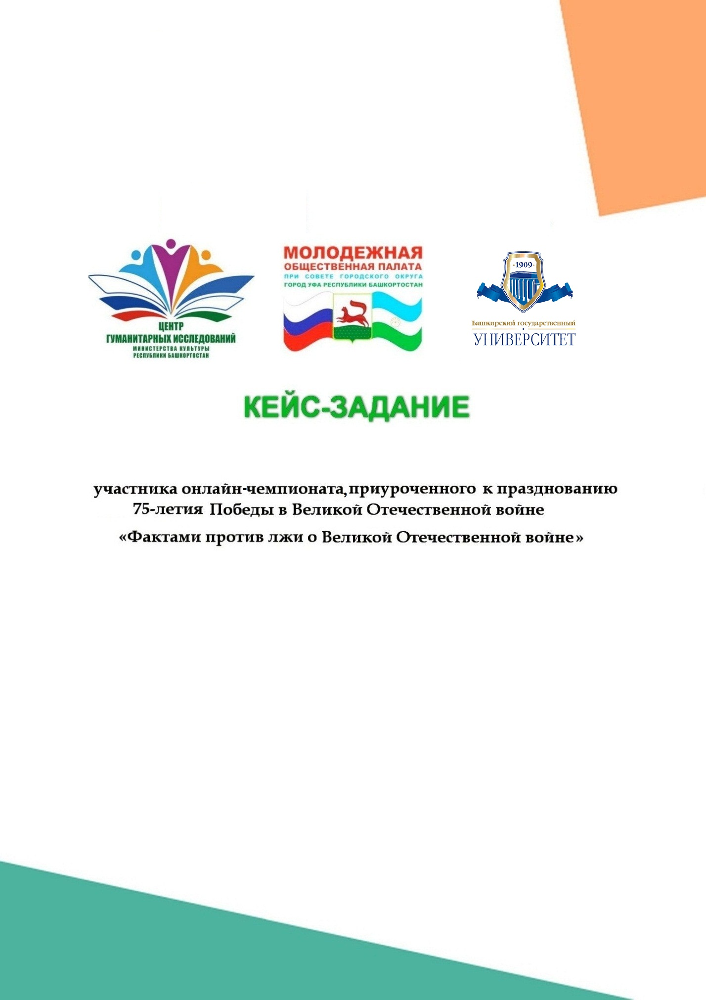 ЦЕНТР
ГУМАНИТАРНЫХ ИССЛЕДОВАНИЙ
МИНИСТЕРСТВА КУЛЬТУРЫ
РЕСПУБЛИКИ БАШКОРТОСТАН
МОЛОДЕЖНАЯ
ОБЩЕСТВЕННАЯ ПАЛАТА
ПРИ СОВЕТЕ ГОРОДСКОГО ОКРУГА
ГОРОД УФА РЕСПУБЛИКИ БАШКОРТОСТАН
·1909·
Башкирский государственный
УНИВЕРСИТЕТ
КЕЙС-ЗАДАНИЕ
участника онлайн-чемпионата, приуроченного к празднованию
75-летия Победы в Великой Отечественной войне
«Фактами против лжи о Великой Отечественной войне»